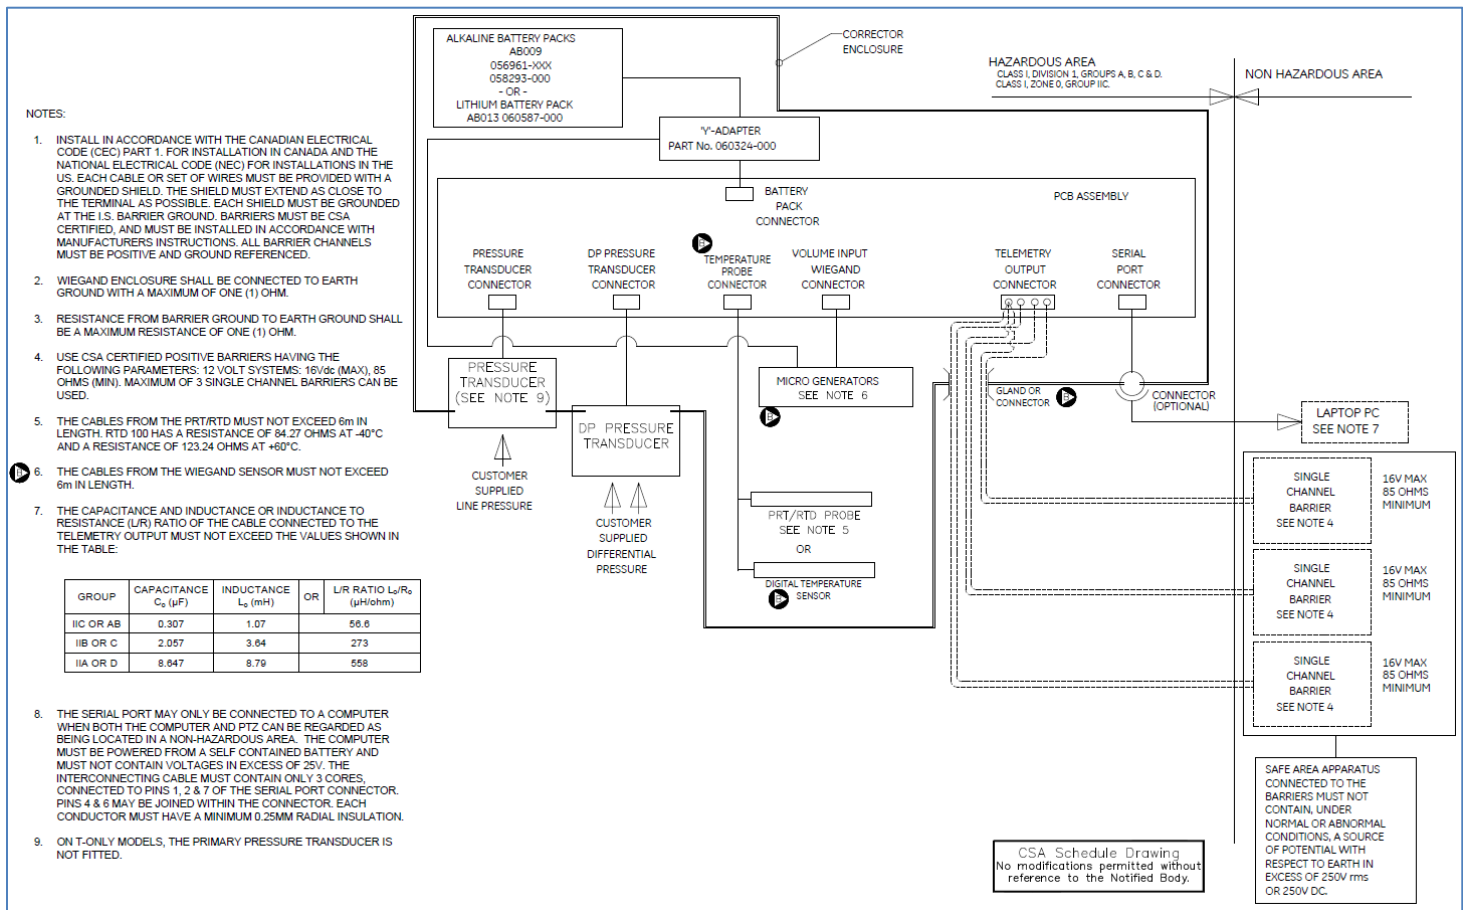 ALKALINE BATTERY PACKS
AB009
056961-XXX
058293-000
- OR -
LITHIUM BATTERY PACK
AB013 060587-000
CORRECTOR
ENCLOSURE
HAZARDOUS AREA
CLASS I, DIVISION 1, GROUPS A, B, C & D.
CLASS I, ZONE 0, GROUP IIC.
NON HAZARDOUS AREA
'Y'-ADAPTER
PART No. 060324-000
BATTERY
PACK
CONNECTOR
PCB ASSEMBLY
PRESSURE
TRANSDUCER
CONNECTOR
DP PRESSURE
TRANSDUCER
CONNECTOR
TEMPERATURE
PROBE
CONNECTOR
VOLUME INPUT
WIEGAND
CONNECTOR
TELEMETRY
OUTPUT
CONNECTOR
SERIAL
PORT
CONNECTOR
PRESSURE
TRANSDUCER
(SEE NOTE 9)
DP PRESSURE
TRANSDUCER
MICRO GENERATORS
SEE NOTE 6
GLAND OR
CONNECTOR
CONNECTOR
(OPTIONAL)
LAPTOP PC
SEE NOTE 7
CUSTOMER
SUPPLIED
LINE PRESSURE
CUSTOMER
SUPPLIED
DIFFERENTIAL
PRESSURE
PRT/RTD PROBE
SEE NOTE 5
OR
DIGITAL TEMPERATURE
SENSOR
SINGLE
CHANNEL
BARRIER
SEE NOTE 4
16V MAX
85 OHMS
MINIMUM
SINGLE
CHANNEL
BARRIER
SEE NOTE 4
16V MAX
85 OHMS
MINIMUM
SINGLE
CHANNEL
BARRIER
SEE NOTE 4
16V MAX
85 OHMS
MINIMUM
SAFE AREA APPARATUS
CONNECTED TO THE
BARRIERS MUST NOT
CONTAIN, UNDER
NORMAL OR ABNORMAL
CONDITIONS, A SOURCE
OF POTENTIAL WITH
RESPECT TO EARTH IN
EXCESS OF 250V rms
OR 250V DC.
CSA Schedule Drawing
No modifications permitted without
reference to the Notified Body.
NOTES:
1. INSTALL IN ACCORDANCE WITH THE CANADIAN ELECTRICAL
CODE (CEC) PART 1. FOR INSTALLATION IN CANADA AND THE
NATIONAL ELECTRICAL CODE (NEC) FOR INSTALLATIONS IN THE
US. EACH CABLE OR SET OF WIRES MUST BE PROVIDED WITH A
GROUNDED SHIELD. THE SHIELD MUST EXTEND AS CLOSE TO
THE TERMINAL AS POSSIBLE. EACH SHIELD MUST BE GROUNDED
AT THE I.S. BARRIER GROUND. BARRIERS MUST BE CSA
CERTIFIED, AND MUST BE INSTALLED IN ACCORDANCE WITH
MANUFACTURERS INSTRUCTIONS. ALL BARRIER CHANNELS
MUST BE POSITIVE AND GROUND REFERENCED.
2. WIEGAND ENCLOSURE SHALL BE CONNECTED TO EARTH
GROUND WITH A MAXIMUM OF ONE (1) OHM.
3. RESISTANCE FROM BARRIER GROUND TO EARTH GROUND SHALL
BE A MAXIMUM RESISTANCE OF ONE (1) OHM.
4. USE CSA CERTIFIED POSITIVE BARRIERS HAVING THE
FOLLOWING PARAMETERS: 12 VOLT SYSTEMS: 16Vdc (MAX), 85
OHMS (MIN). MAXIMUM OF 3 SINGLE CHANNEL BARRIERS CAN BE
USED.
5. THE CABLES FROM THE PRT/RTD MUST NOT EXCEED 6m IN
LENGTH. RTD 100 HAS A RESISTANCE OF 84.27 OHMS AT -40°C
AND A RESISTANCE OF 123.24 OHMS AT +60°C.
6. THE CABLES FROM THE WIEGAND SENSOR MUST NOT EXCEED
6m IN LENGTH.
7. THE CAPACITANCE AND INDUCTANCE OR INDUCTANCE TO
RESISTANCE (L/R) RATIO OF THE CABLE CONNECTED TO THE
TELEMETRY OUTPUT MUST NOT EXCEED THE VALUES SHOWN IN
THE TABLE:
GROUP CAPACITANCE Cₒ (µF) INDUCTANCE Lₒ (mH) OR L/R RATIO Lₒ/Rₒ (µH/ohm)
IIC OR AB 0.307 1.07 56.6
IIB OR C 2.057 3.64 273
IIA OR D 8.647 8.79 558
8. THE SERIAL PORT MAY ONLY BE CONNECTED TO A COMPUTER
WHEN BOTH THE COMPUTER AND PTZ CAN BE REGARDED AS
BEING LOCATED IN A NON-HAZARDOUS AREA. THE COMPUTER
MUST BE POWERED FROM A SELF CONTAINED BATTERY AND
MUST NOT CONTAIN VOLTAGES IN EXCESS OF 25V. THE
INTERCONNECTING CABLE MUST CONTAIN ONLY 3 CORES,
CONNECTED TO PINS 1, 2 & 7 OF THE SERIAL PORT CONNECTOR.
PINS 4 & 6 MAY BE JOINED WITHIN THE CONNECTOR. EACH
CONDUCTOR MUST HAVE A MINIMUM 0.25MM RADIAL INSULATION.
9. ON T-ONLY MODELS, THE PRIMARY PRESSURE TRANSDUCER IS
NOT FITTED.